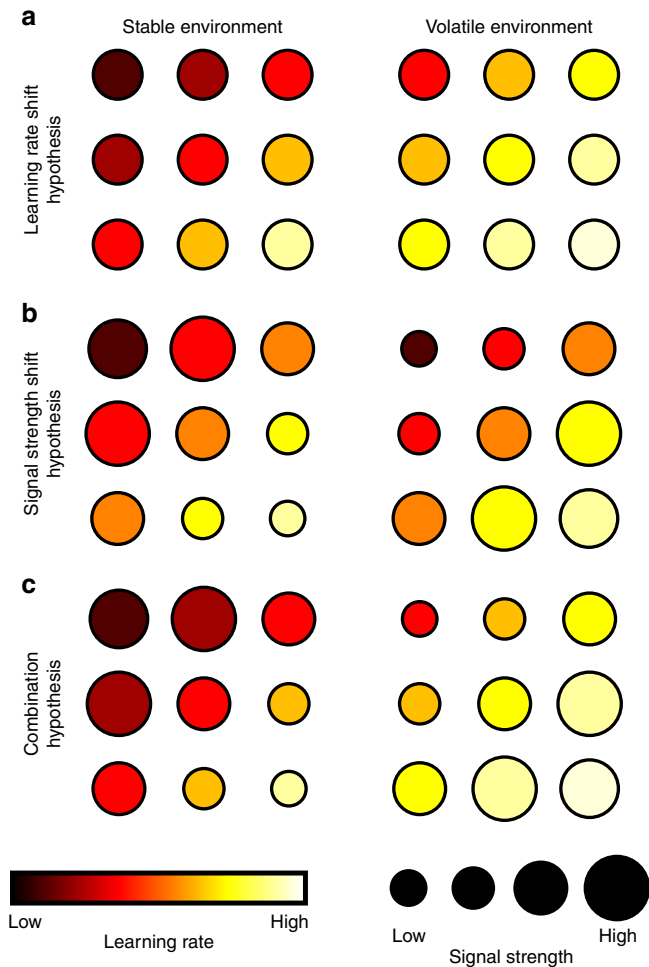 a
Stable environment
Volatile environment
Learning rate shift
hypothesis
b
Signal strength shift
hypothesis
c
Combination
hypothesis
Low
High
Learning rate
Low
High
Signal strength